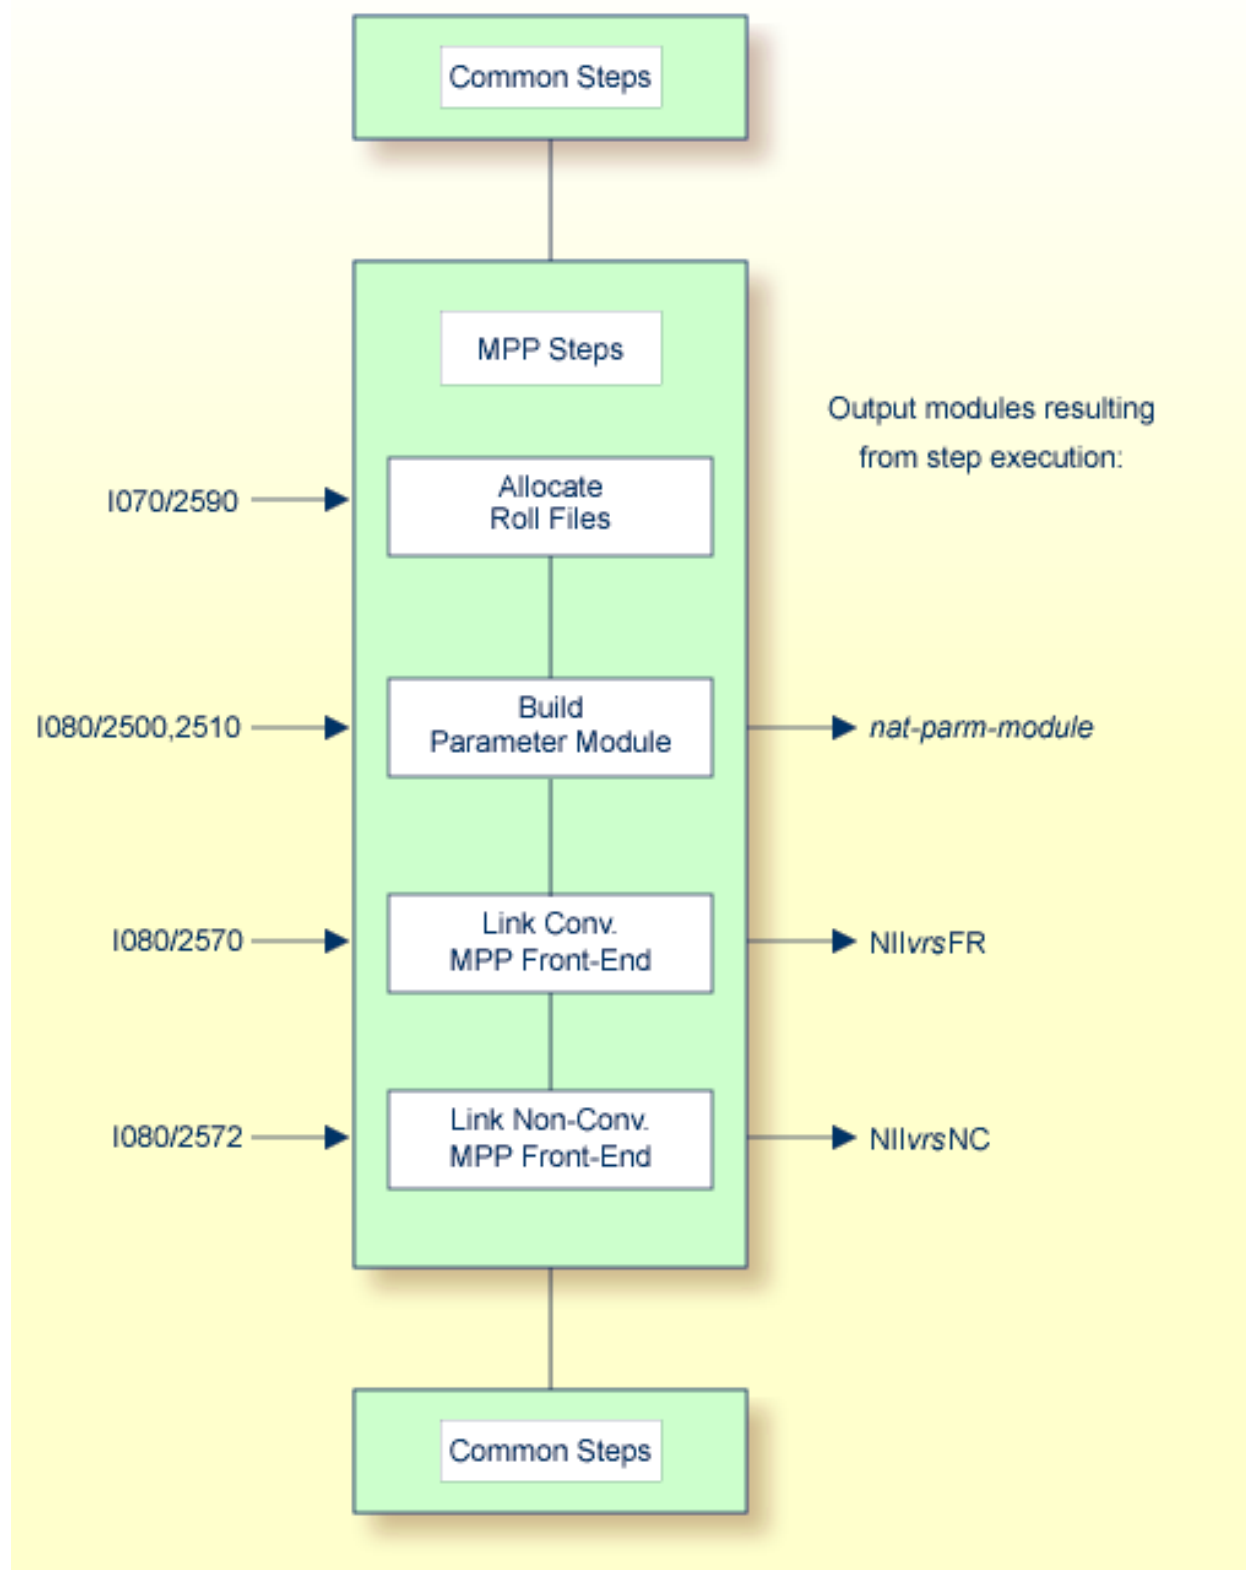 Common Steps
MPP Steps
Output modules resulting
from step execution:
I070/2590
Allocate
Roll Files
I080/2500,2510
Build
Parameter Module
nat-parm-module
I080/2570
Link Conv.
MPP Front-End
NIIvrsFR
I080/2572
Link Non-Conv.
MPP Front-End
NIIvrsNC
Common Steps